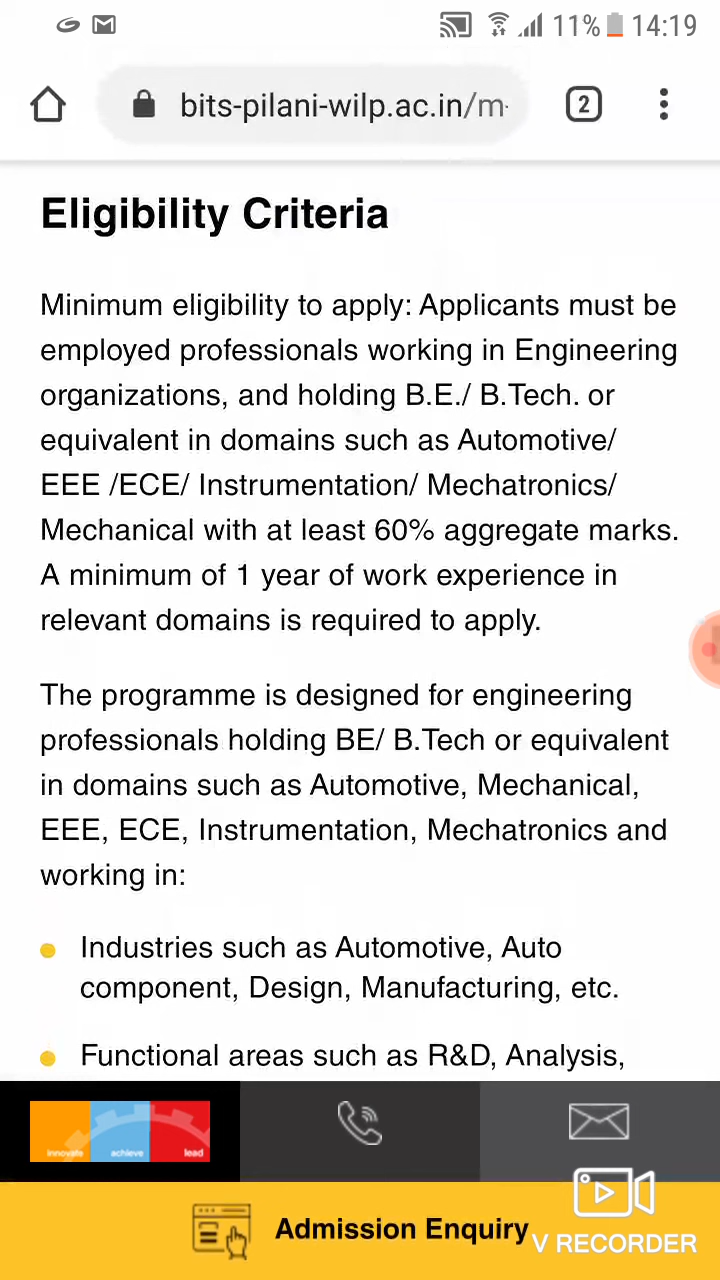 11% 14:19
bits-pilani-wilp.ac.in/m
2
Eligibility Criteria
Minimum eligibility to apply: Applicants must be
employed professionals working in Engineering
organizations, and holding B.E./ B.Tech. or
equivalent in domains such as Automotive/
EEE /ECE/ Instrumentation/ Mechatronics/
Mechanical with at least 60% aggregate marks.
A minimum of 1 year of work experience in
relevant domains is required to apply.
The programme is designed for engineering
professionals holding BE/ B.Tech or equivalent
in domains such as Automotive, Mechanical,
EEE, ECE, Instrumentation, Mechatronics and
working in:
Industries such as Automotive, Auto
component, Design, Manufacturing, etc.
Functional areas such as R&D, Analysis,
innovate achieve lead
Admission Enquiry
V RECORDER